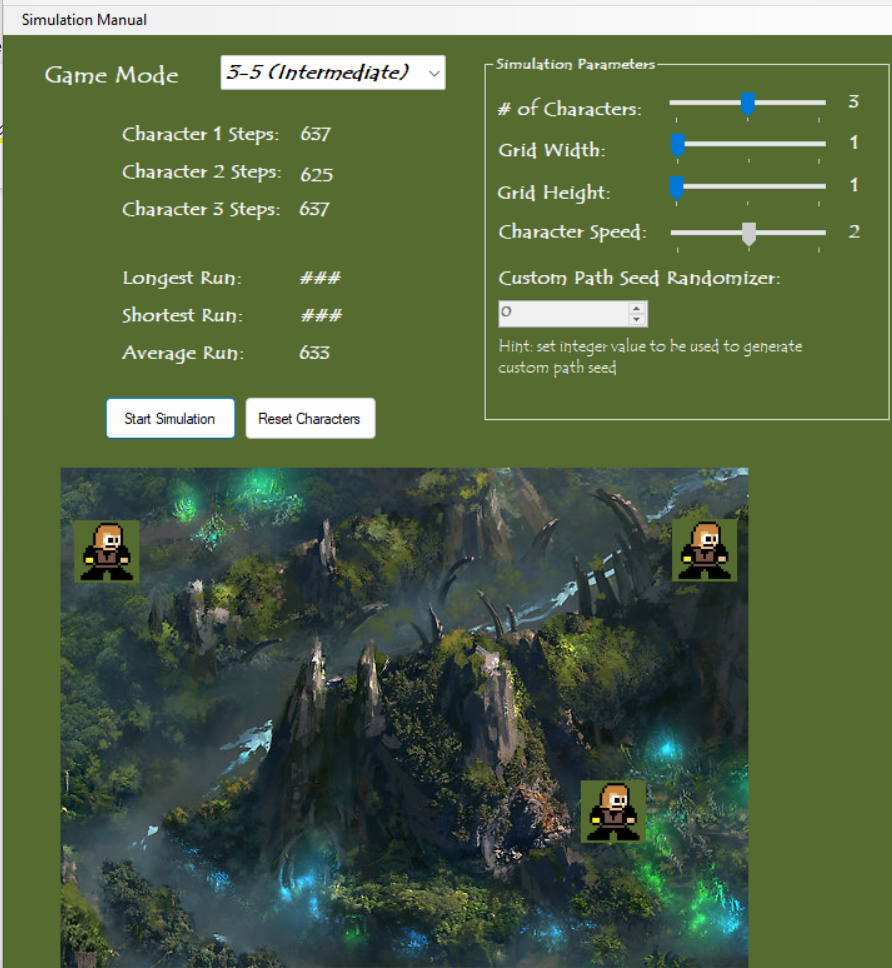 Simulation Manual
Game Mode
3-5 (Intermediate)
Character 1 Steps: 637
Character 2 Steps: 625
Character 3 Steps: 637
Longest Run: ###
Shortest Run: ###
Average Run: 633
Start Simulation
Reset Characters
Simulation Parameters
# of Characters: 3
Grid Width: 1
Grid Height: 1
Character Speed: 2
Custom Path Seed Randomizer:
0
Hint: set integer value to be used to generate
custom path seed